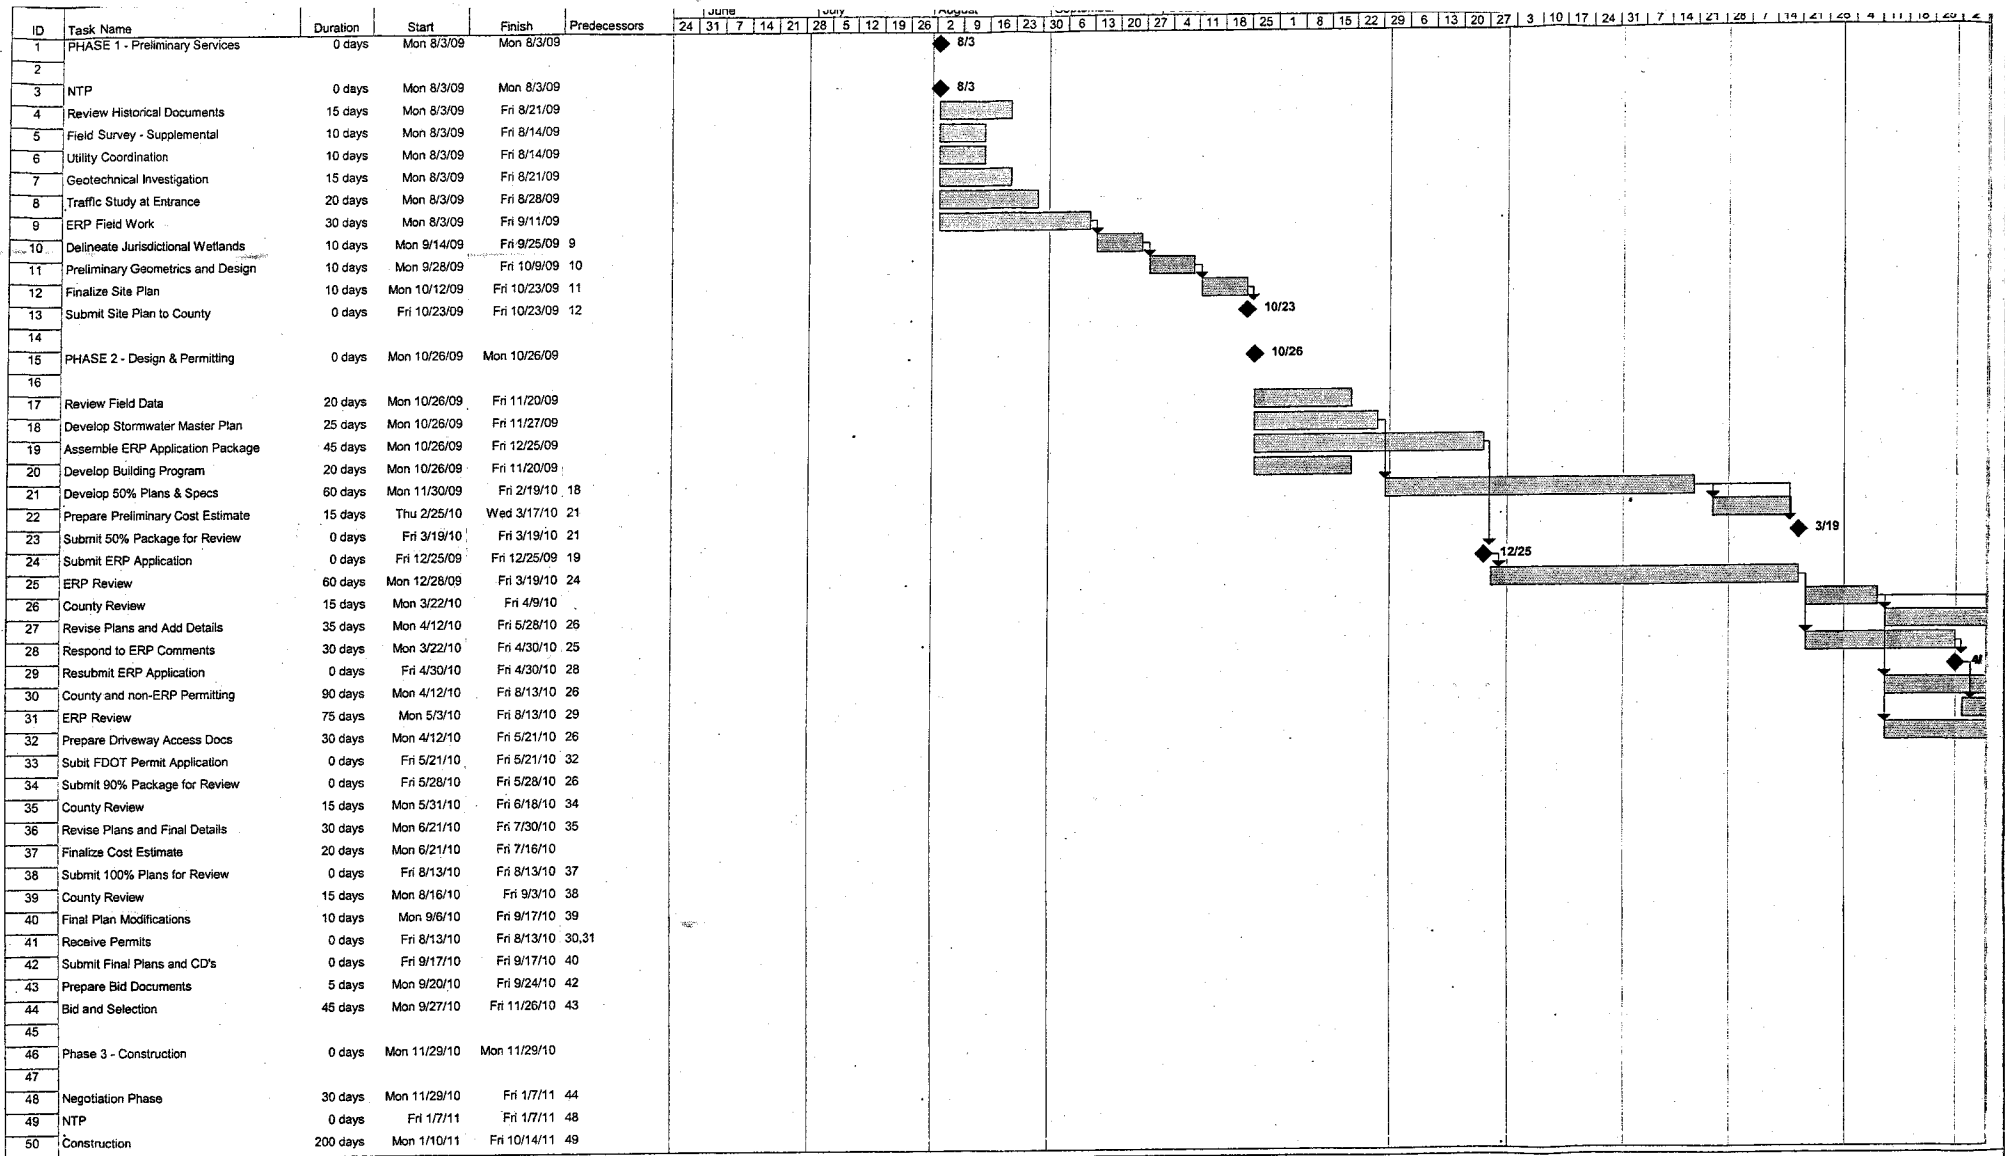 June July August
ID Task Name Duration Start Finish Predecessors 24 31 7 14 21 28 5 12 19 26 2 9 16 23 30 6 13 20 27 4 11 18 25 1 8 15 22 29 6 13 20 27 3 10 17 24 31 7 14 21 28 7 14 21 28 4 11 18
1 PHASE 1 - Preliminary Services 0 days Mon 8/3/09 Mon 8/3/09 8/3
2
3 NTP 0 days Mon 8/3/09 Mon 8/3/09 8/3
4 Review Historical Documents 15 days Mon 8/3/09 Fri 8/21/09
5 Field Survey - Supplemental 10 days Mon 8/3/09 Fri 8/14/09
6 Utility Coordination 10 days Mon 8/3/09 Fri 8/14/09
7 Geotechnical Investigation 15 days Mon 8/3/09 Fri 8/21/09
8 Traffic Study at Entrance 20 days Mon 8/3/09 Fri 8/28/09
9 ERP Field Work 30 days Mon 8/3/09 Fri 9/11/09
10 Delineate Jurisdictional Wetlands 10 days Mon 9/14/09 Fri 9/25/09 9
11 Preliminary Geometrics and Design 10 days Mon 9/28/09 Fri 10/9/09 10
12 Finalize Site Plan 10 days Mon 10/12/09 Fri 10/23/09 11
13 Submit Site Plan to County 0 days Fri 10/23/09 Fri 10/23/09 12 10/23
14
15 PHASE 2 - Design & Permitting 0 days Mon 10/26/09 Mon 10/26/09 10/26
16
17 Review Field Data 20 days Mon 10/26/09 Fri 11/20/09
18 Develop Stormwater Master Plan 25 days Mon 10/26/09 Fri 11/27/09
19 Assemble ERP Application Package 45 days Mon 10/26/09 Fri 12/25/09
20 Develop Building Program 20 days Mon 10/26/09 Fri 11/20/09
21 Develop 50% Plans & Specs 60 days Mon 11/30/09 Fri 2/19/10 18
22 Prepare Preliminary Cost Estimate 15 days Thu 2/25/10 Wed 3/17/10 21
23 Submit 50% Package for Review 0 days Fri 3/19/10 Fri 3/19/10 21 3/19
24 Submit ERP Application 0 days Fri 12/25/09 Fri 12/25/09 19 12/25
25 ERP Review 60 days Mon 12/28/09 Fri 3/19/10 24
26 County Review 15 days Mon 3/22/10 Fri 4/9/10
27 Revise Plans and Add Details 35 days Mon 4/12/10 Fri 5/28/10 26
28 Respond to ERP Comments 30 days Mon 3/22/10 Fri 4/30/10 25
29 Resubmit ERP Application 0 days Fri 4/30/10 Fri 4/30/10 28 4/
30 County and non-ERP Permitting 90 days Mon 4/12/10 Fri 8/13/10 26
31 ERP Review 75 days Mon 5/3/10 Fri 8/13/10 29
32 Prepare Driveway Access Docs 30 days Mon 4/12/10 Fri 5/21/10 26
33 Subit FDOT Permit Application 0 days Fri 5/21/10 Fri 5/21/10 32
34 Submit 90% Package for Review 0 days Fri 5/28/10 Fri 5/28/10 26
35 County Review 15 days Mon 5/31/10 Fri 6/18/10 34
36 Revise Plans and Final Details 30 days Mon 6/21/10 Fri 7/30/10 35
37 Finalize Cost Estimate 20 days Mon 6/21/10 Fri 7/16/10
38 Submit 100% Plans for Review 0 days Fri 8/13/10 Fri 8/13/10 37
39 County Review 15 days Mon 8/16/10 Fri 9/3/10 38
40 Final Plan Modifications 10 days Mon 9/6/10 Fri 9/17/10 39
41 Receive Permits 0 days Fri 8/13/10 Fri 8/13/10 30,31
42 Submit Final Plans and CD's 0 days Fri 9/17/10 Fri 9/17/10 40
43 Prepare Bid Documents 5 days Mon 9/20/10 Fri 9/24/10 42
44 Bid and Selection 45 days Mon 9/27/10 Fri 11/26/10 43
45
46 Phase 3 - Construction 0 days Mon 11/29/10 Mon 11/29/10
47
48 Negotiation Phase 30 days Mon 11/29/10 Fri 1/7/11 44
49 NTP 0 days Fri 1/7/11 Fri 1/7/11 48
50 Construction 200 days Mon 1/10/11 Fri 10/14/11 49